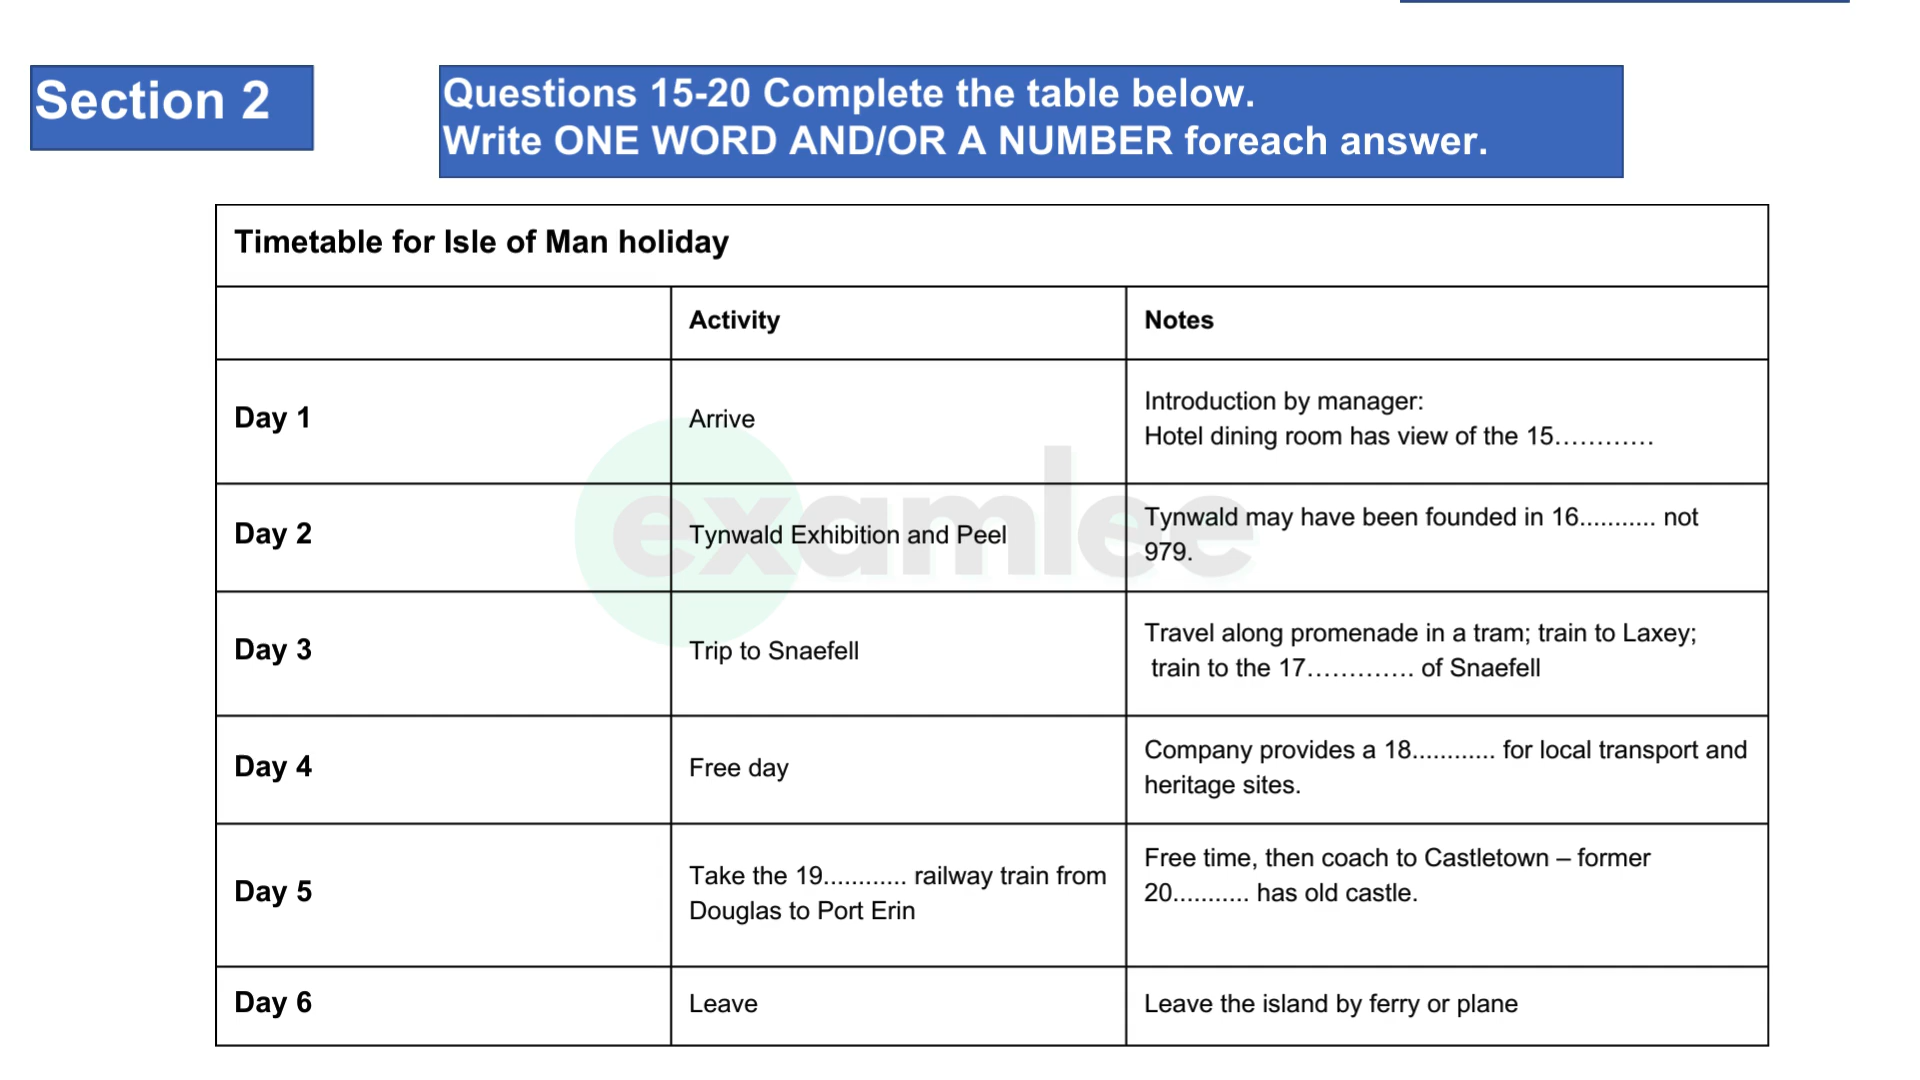 Section 2
Questions 15-20 Complete the table below.
Write ONE WORD AND/OR A NUMBER foreach answer.
Timetable for Isle of Man holiday
Activity
Notes
Day 1
Arrive
Introduction by manager:
Hotel dining room has view of the 15…………
Day 2
Tynwald Exhibition and Peel
Tynwald may have been founded in 16........... not
979.
Day 3
Trip to Snaefell
Travel along promenade in a tram; train to Laxey;
train to the 17…………. of Snaefell
Day 4
Free day
Company provides a 18............ for local transport and
heritage sites.
Day 5
Take the 19............ railway train from
Douglas to Port Erin
Free time, then coach to Castletown – former
20........... has old castle.
Day 6
Leave
Leave the island by ferry or plane
examlee